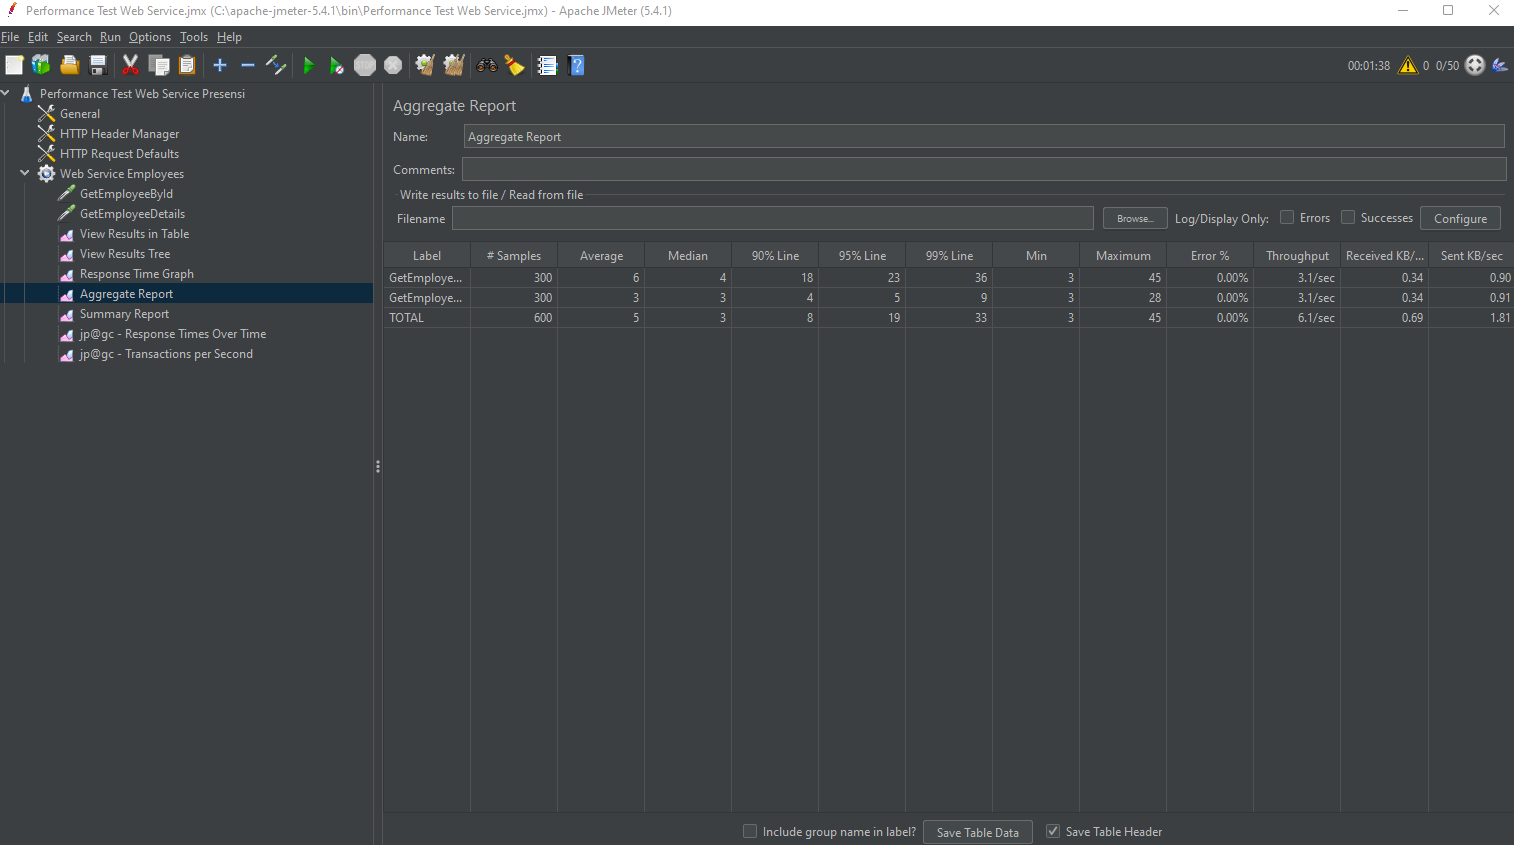 Performance Test Web Service.jmx (C:\apache-jmeter-5.4.1\bin\Performance Test Web Service.jmx) - Apache JMeter (5.4.1)
File Edit Search Run Options Tools Help
STOP
00:01:38 0 0/50
Performance Test Web Service Presensi
General
HTTP Header Manager
HTTP Request Defaults
Web Service Employees
GetEmployeeById
GetEmployeeDetails
View Results in Table
View Results Tree
Response Time Graph
Aggregate Report
Summary Report
jp@gc - Response Times Over Time
jp@gc - Transactions per Second
Aggregate Report
Name: Aggregate Report
Comments:
Write results to file / Read from file
Filename Browse... Log/Display Only: Errors Successes Configure
Label # Samples Average Median 90% Line 95% Line 99% Line Min Maximum Error % Throughput Received KB/... Sent KB/sec
GetEmploye... 300 6 4 18 23 36 3 45 0.00% 3.1/sec 0.34 0.90
GetEmploye... 300 3 3 4 5 9 3 28 0.00% 3.1/sec 0.34 0.91
TOTAL 600 5 3 8 19 33 3 45 0.00% 6.1/sec 0.69 1.81
Include group name in label? Save Table Data Save Table Header